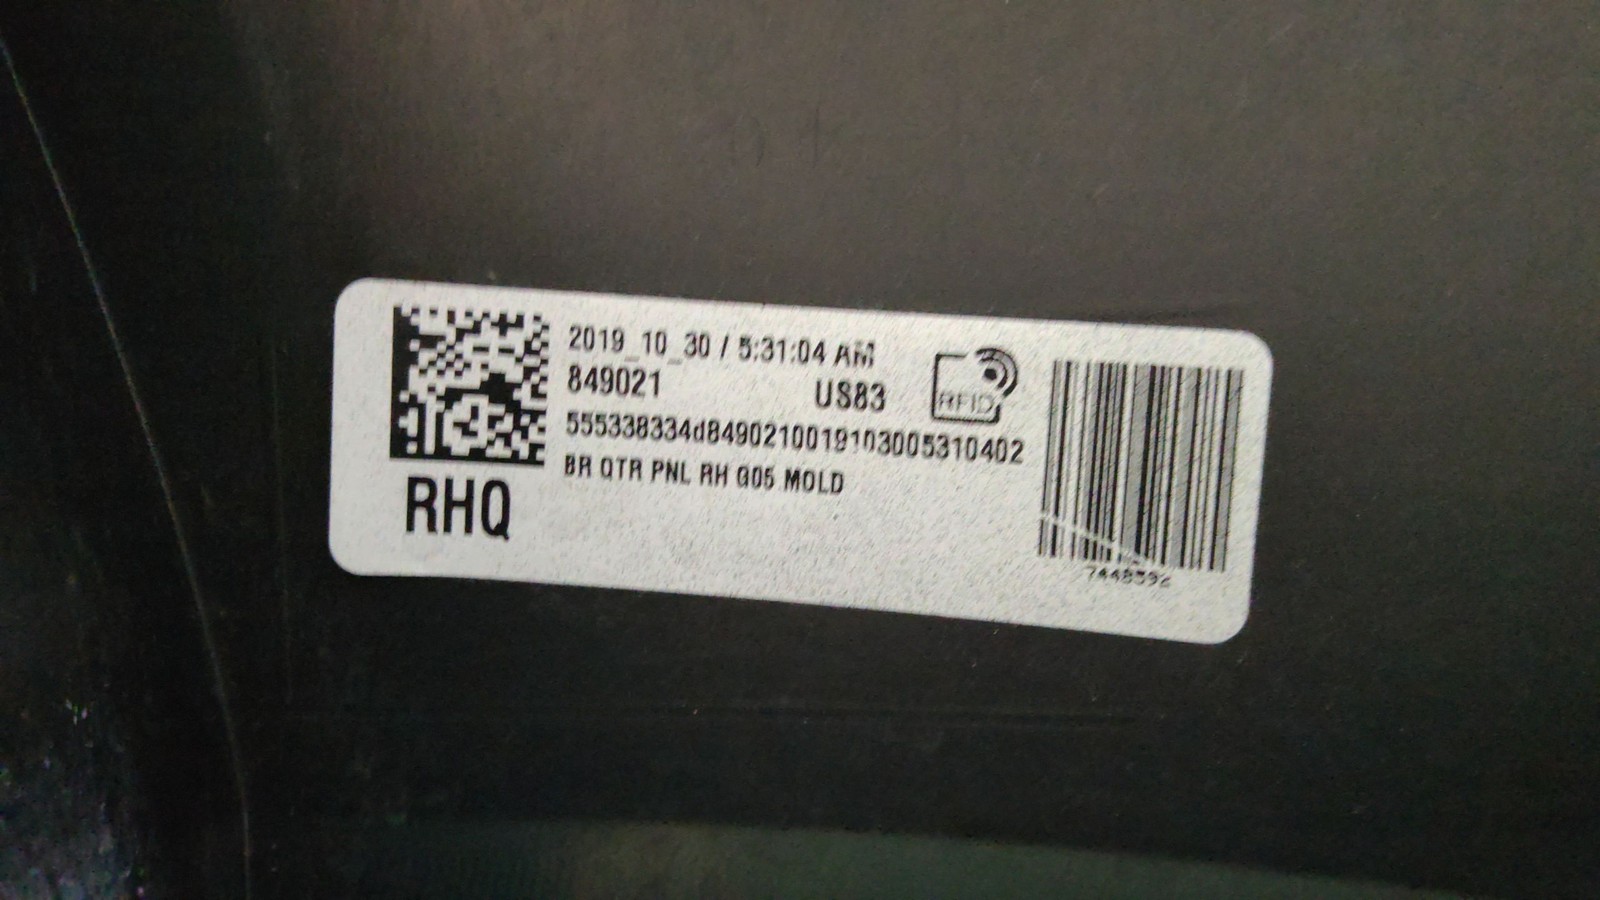 2019_10_30 / 5:31:04 AM
849021 US83
RFID
555338334d8490210019103005310402
BR QTR PNL RH G05 MOLD
RHQ